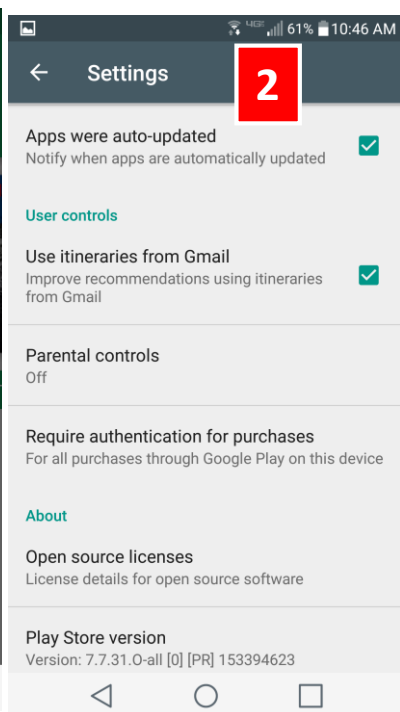 4GE 61% 10:46 AM
Settings
2
Apps were auto-updated
Notify when apps are automatically updated
User controls
Use itineraries from Gmail
Improve recommendations using itineraries
from Gmail
Parental controls
Off
Require authentication for purchases
For all purchases through Google Play on this device
About
Open source licenses
License details for open source software
Play Store version
Version: 7.7.31.O-all [0] [PR] 153394623